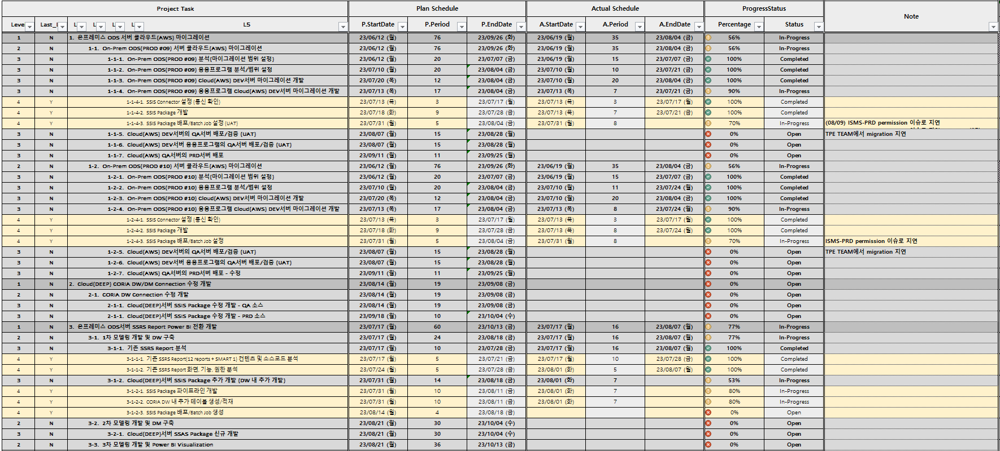 Project Task Plan Schedule Actual Schedule ProgressStatus Note
Leve Last_ L L L L L5 P.StartDate P.Period P.EndDate A.StartDate A.Period A.EndDate Percentage Status
1 N 1. 온프레미스 ODS 서버 클라우드(AWS) 마이그레이션 23/06/12 (월) 76 23/09/26 (화) 23/06/19 (월) 35 23/08/04 (금) 56% In-Progress
2 N 1-1. On-Prem ODS(PROD #09) 서버 클라우드(AWS) 마이그레이션 23/06/12 (월) 76 23/09/26 (화) 23/06/19 (월) 35 23/08/04 (금) 56% In-Progress
3 N 1-1-1. On-Prem ODS(PROD #09) 분석(마이그레이션 범위 설정) 23/06/12 (월) 20 23/07/07 (금) 23/06/19 (월) 15 23/07/07 (금) 100% Completed
3 N 1-1-2. On-Prem ODS(PROD #09) 응용프로그램 분석/범위 설정 23/07/10 (월) 20 23/08/04 (금) 23/07/10 (월) 10 23/07/21 (금) 100% Completed
3 N 1-1-3. On-Prem ODS(PROD #09) Cloud(AWS) DEV서버 마이그레이션 개발 23/07/20 (목) 12 23/08/04 (금) 23/07/10 (월) 20 23/08/04 (금) 100% Completed
3 N 1-1-4. On-Prem ODS(PROD #09) 응용프로그램 Cloud(AWS) DEV서버 마이그레이션 개발 23/07/13 (목) 17 23/08/04 (금) 23/07/13 (목) 7 23/07/21 (금) 90% In-Progress
4 Y 1-1-4-1. SSIS Connector 설정 (통신 확인) 23/07/13 (목) 3 23/07/17 (월) 23/07/13 (목) 3 23/07/17 (월) 100% Completed
4 Y 1-1-4-2. SSIS Package 개발 23/07/18 (화) 9 23/07/28 (금) 23/07/13 (목) 7 23/07/21 (금) 100% Completed
4 Y 1-1-4-3. SSIS Package 배포/Batch Job 설정 (UAT) 23/07/31 (월) 5 23/08/04 (금) 23/07/31 (월) 8 70% In-Progress (08/09) ISMS-PRD permission 이슈로 지연
3 N 1-1-5. Cloud(AWS) DEV서버의 QA서버 배포/검증 (UAT) 23/08/07 (월) 15 23/08/28 (월) 0% Open TPE TEAM에서 migration 지연
3 N 1-1-6. Cloud(AWS) DEV서버 응용프로그램의 QA서버 배포/검증 (UAT) 23/08/07 (월) 15 23/08/28 (월) 0% Open
3 N 1-1-7. Cloud(AWS) QA서버의 PRD서버 배포 23/09/11 (월) 11 23/09/25 (월) 0% Open
2 N 1-2. On-Prem ODS(PROD #10) 서버 클라우드(AWS) 마이그레이션 23/06/12 (월) 76 23/09/26 (화) 23/06/19 (월) 35 23/08/04 (금) 56% In-Progress
3 N 1-2-1. On-Prem ODS(PROD #10) 분석(마이그레이션 범위 설정) 23/06/12 (월) 20 23/07/07 (금) 23/06/19 (월) 15 23/07/07 (금) 100% Completed
3 N 1-2-2. On-Prem ODS(PROD #10) 응용프로그램 분석/범위 설정 23/07/10 (월) 20 23/08/04 (금) 23/07/10 (월) 11 23/07/24 (월) 100% Completed
3 N 1-2-3. On-Prem ODS(PROD #10) Cloud(AWS) DEV서버 마이그레이션 개발 23/07/20 (목) 12 23/08/04 (금) 23/07/10 (월) 20 23/08/04 (금) 100% Completed
3 N 1-2-4. On-Prem ODS(PROD #10) 응용프로그램 Cloud(AWS) DEV서버 마이그레이션 개발 23/07/13 (목) 17 23/08/04 (금) 23/07/13 (목) 8 23/07/24 (월) 90% In-Progress
4 Y 1-2-4-1. SSIS Connector 설정 (통신 확인) 23/07/13 (목) 3 23/07/17 (월) 23/07/13 (목) 3 23/07/17 (월) 100% Completed
4 Y 1-2-4-2. SSIS Package 개발 23/07/18 (화) 9 23/07/28 (금) 23/07/13 (목) 8 23/07/24 (월) 100% Completed
4 Y 1-2-4-3. SSIS Package 배포/Batch Job 설정 23/07/31 (월) 5 23/08/04 (금) 23/07/31 (월) 8 70% In-Progress ISMS-PRD permission 이슈로 지연
3 N 1-2-5. Cloud(AWS) DEV서버의 QA서버 배포/검증 (UAT) 23/08/07 (월) 15 23/08/28 (월) 0% Open TPE TEAM에서 migration 지연
3 N 1-2-6. Cloud(AWS) DEV서버 응용프로그램의 QA서버 배포/검증 (UAT) 23/08/07 (월) 15 23/08/28 (월) 0% Open
3 N 1-2-7. Cloud(AWS) QA서버의 PRD서버 배포 - 수정 23/09/11 (월) 11 23/09/25 (월) 0% Open
1 N 2. Cloud(DEEP) CORIA DW/DM Connection 수정 개발 23/08/14 (월) 19 23/09/08 (금) 0% Open
2 N 2-1. CORIA DW Connection 수정 개발 23/08/14 (월) 19 23/09/08 (금) 0% Open
3 N 2-1-1. Cloud(DEEP)서버 SSIS Package 수정 개발 - QA 소스 23/08/14 (월) 19 23/09/08 (금) 0% Open
3 N 2-1-1. Cloud(DEEP)서버 SSIS Package 수정 개발 - PRD 소스 23/09/18 (월) 10 23/10/04 (수) 0% Open
1 N 3. 온프레미스 ODS서버 SSRS Report Power BI 전환 개발 23/07/17 (월) 60 23/10/13 (금) 23/07/17 (월) 16 23/08/07 (월) 77% In-Progress
2 N 3-1. 1차 모델링 개발 및 DW 구축 23/07/17 (월) 24 23/08/18 (금) 23/07/17 (월) 16 23/08/07 (월) 77% In-Progress
3 N 3-1-1. 기존 SSRS Report 분석 23/07/17 (월) 10 23/07/28 (금) 23/07/17 (월) 16 23/08/07 (월) 100% Completed
4 Y 3-1-1-1. 기존 SSRS Report(12 reports + SMART 1) 컨텐츠 및 소스코드 분석 23/07/17 (월) 5 23/07/21 (금) 23/07/17 (월) 10 23/07/28 (금) 100% Completed
4 Y 3-1-1-2. 기존 SSRS Report 화면, 기능, 권한 분석 23/07/24 (월) 5 23/07/28 (금) 23/08/01 (화) 5 23/08/07 (월) 100% Completed
3 N 3-1-2. Cloud(DEEP)서버 SSIS Package 추가 개발 (DW 내 추가 개발) 23/07/31 (월) 14 23/08/18 (금) 23/08/01 (화) 7 53% In-Progress
4 Y 3-1-2-1. SSIS Package 파이프라인 개발 23/07/31 (월) 10 23/08/11 (금) 23/08/01 (화) 7 80% In-Progress
4 Y 3-1-2-2. CORIA DW 내 추가 테이블 생성/적재 23/07/31 (월) 10 23/08/11 (금) 23/08/01 (화) 7 80% In-Progress
4 Y 3-1-2-3. SSIS Package 배포/Batch Job 생성 23/08/14 (월) 4 23/08/18 (금) 0% Open
2 N 3-2. 2차 모델링 개발 및 DM 구축 23/08/21 (월) 30 23/10/04 (수) 0% Open
3 N 3-2-1. Cloud(DEEP)서버 SSAS Package 신규 개발 23/08/21 (월) 30 23/10/04 (수) 0% Open
2 N 3-3. 3차 모델링 개발 및 Power BI Visualization 23/08/21 (월) 36 23/10/13 (금) 0% Open